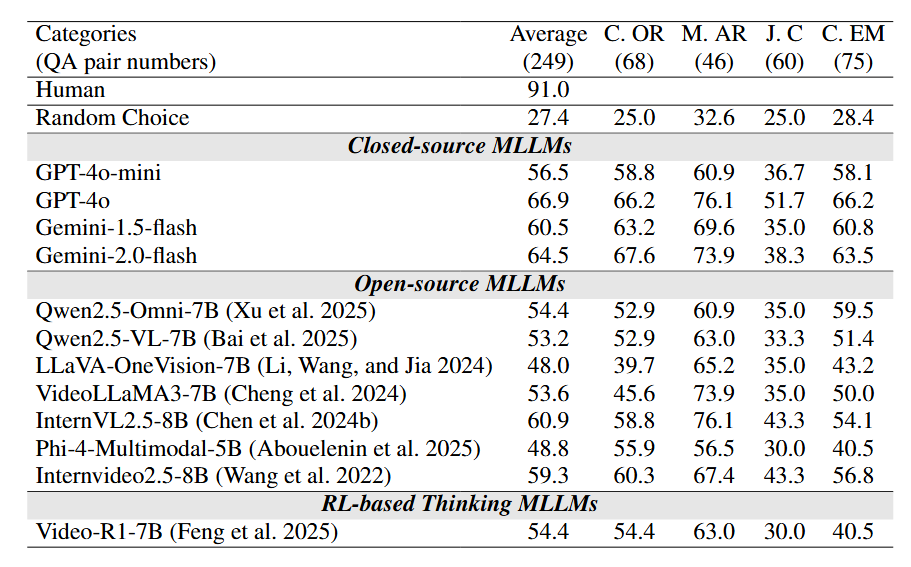 Categories Average C. OR M. AR J. C C. EM
(QA pair numbers) (249) (68) (46) (60) (75)
Human 91.0
Random Choice 27.4 25.0 32.6 25.0 28.4
Closed-source MLLMs
GPT-4o-mini 56.5 58.8 60.9 36.7 58.1
GPT-4o 66.9 66.2 76.1 51.7 66.2
Gemini-1.5-flash 60.5 63.2 69.6 35.0 60.8
Gemini-2.0-flash 64.5 67.6 73.9 38.3 63.5
Open-source MLLMs
Qwen2.5-Omni-7B (Xu et al. 2025) 54.4 52.9 60.9 35.0 59.5
Qwen2.5-VL-7B (Bai et al. 2025) 53.2 52.9 63.0 33.3 51.4
LLaVA-OneVision-7B (Li, Wang, and Jia 2024) 48.0 39.7 65.2 35.0 43.2
VideoLLaMA3-7B (Cheng et al. 2024) 53.6 45.6 73.9 35.0 50.0
InternVL2.5-8B (Chen et al. 2024b) 60.9 58.8 76.1 43.3 54.1
Phi-4-Multimodal-5B (Abouelenin et al. 2025) 48.8 55.9 56.5 30.0 40.5
Internvideo2.5-8B (Wang et al. 2022) 59.3 60.3 67.4 43.3 56.8
RL-based Thinking MLLMs
Video-R1-7B (Feng et al. 2025) 54.4 54.4 63.0 30.0 40.5